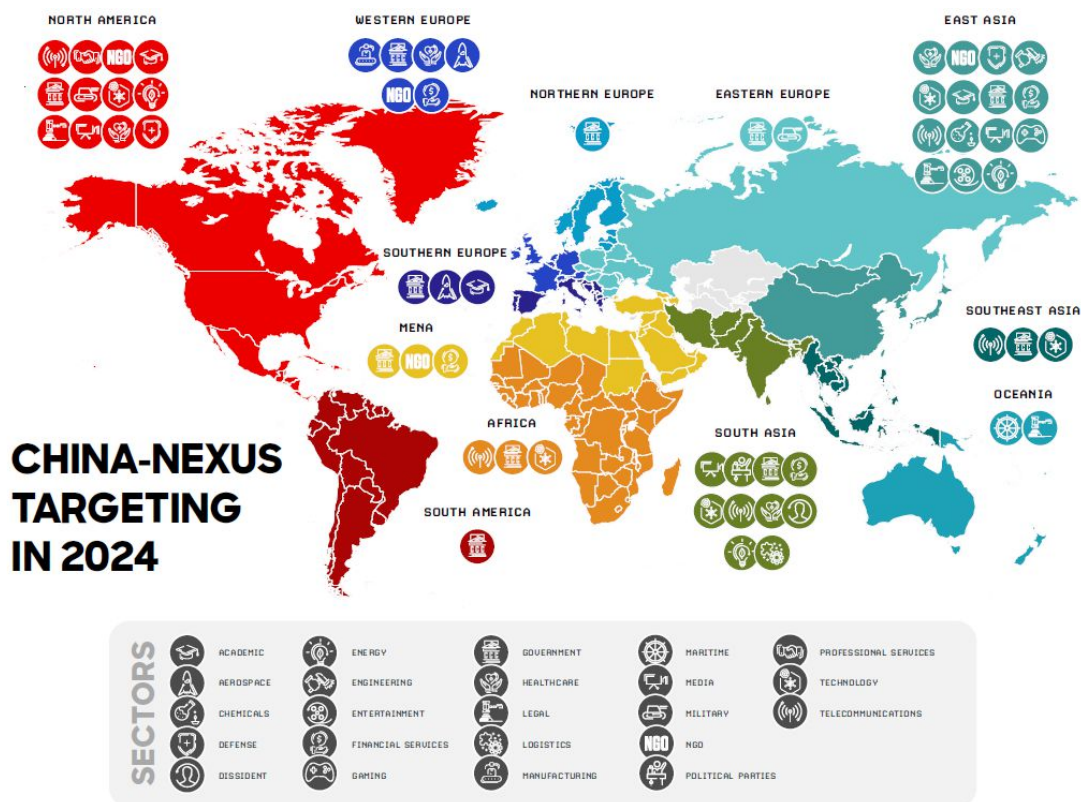 NORTH AMERICA
NGO
WESTERN EUROPE
NGO
NORTHERN EUROPE
EASTERN EUROPE
EAST ASIA
NGO
SOUTHERN EUROPE
MENA
NGO
AFRICA
SOUTH AMERICA
SOUTH ASIA
SOUTHEAST ASIA
OCEANIA
CHINA-NEXUS
TARGETING
IN 2024
SECTORS
ACADEMIC
AEROSPACE
CHEMICALS
DEFENSE
DISSIDENT
ENERGY
ENGINEERING
ENTERTAINMENT
FINANCIAL SERVICES
GAMING
GOVERNMENT
HEALTHCARE
LEGAL
LOGISTICS
MANUFACTURING
MARITIME
MEDIA
MILITARY
NGO NGO
POLITICAL PARTIES
PROFESSIONAL SERVICES
TECHNOLOGY
TELECOMMUNICATIONS